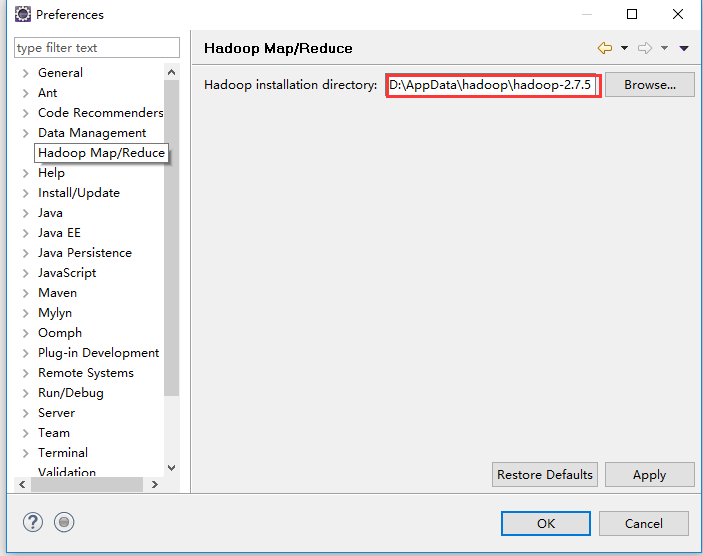 Preferences
type filter text
General
Ant
Code Recommenders
Data Management
Hadoop Map/Reduce
Help
Install/Update
Java
Java EE
Java Persistence
JavaScript
Maven
Mylyn
Oomph
Plug-in Development
Remote Systems
Run/Debug
Server
Team
Terminal
Validation
Hadoop Map/Reduce
Hadoop installation directory: D:\AppData\hadoop\hadoop-2.7.5 Browse...
Restore Defaults Apply
? OK Cancel